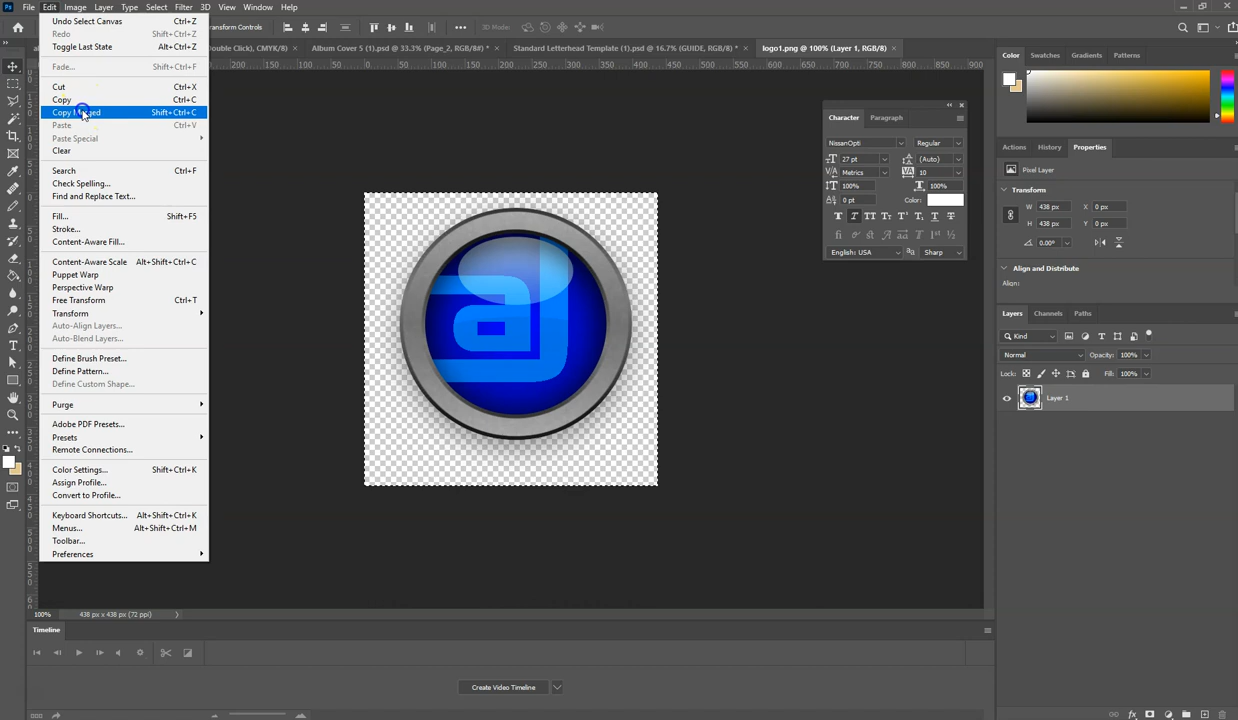 File Edit Image Layer Type Select Filter 3D View Window Help
Undo Select Canvas Ctrl+Z
Redo Shift+Ctrl+Z
Toggle Last State Alt+Ctrl+Z
Fade... Shift+Ctrl+F
Cut Ctrl+X
Copy Ctrl+C
Copy Merged Shift+Ctrl+C
Paste Ctrl+V
Paste Special
Clear
Search Ctrl+F
Check Spelling...
Find and Replace Text...
Fill... Shift+F5
Stroke...
Content-Aware Fill...
Content-Aware Scale Alt+Shift+Ctrl+C
Puppet Warp
Perspective Warp
Free Transform Ctrl+T
Transform
Auto-Align Layers...
Auto-Blend Layers...
Define Brush Preset...
Define Pattern...
Define Custom Shape...
Purge
Adobe PDF Presets...
Presets
Remote Connections...
Color Settings... Shift+Ctrl+K
Assign Profile...
Convert to Profile...
Keyboard Shortcuts... Alt+Shift+Ctrl+K
Menus... Alt+Shift+Ctrl+M
Toolbar...
Preferences
Controls 3D Mode:
Double Click), CMYK/8) Album Cover 5 (1).psd @ 33.3% (Page_2, RGB/8#) * Standard Letterhead Template (1).psd @ 16.7% (GUIDE, RGB/8) * logo1.png @ 100% (Layer 1, RGB/8)
200 150 100 50 0 50 100 150 200 250 300 350 400 450 500 550 600 650 700 750 800 850 900
a
100% 438 px x 438 px (72 ppi)
Timeline
Create Video Timeline
Character Paragraph
NissanOpti Regular
27 pt (Auto)
Metrics 10
100% 100%
0 pt Color:
English: USA Sharp
Color Swatches Gradients Patterns
Actions History Properties
Pixel Layer
Transform
W 438 px X 0 px
H 438 px Y 0 px
0.00°
Align and Distribute
Align:
Layers Channels Paths
Kind
Normal Opacity: 100%
Lock: Fill: 100%
Layer 1